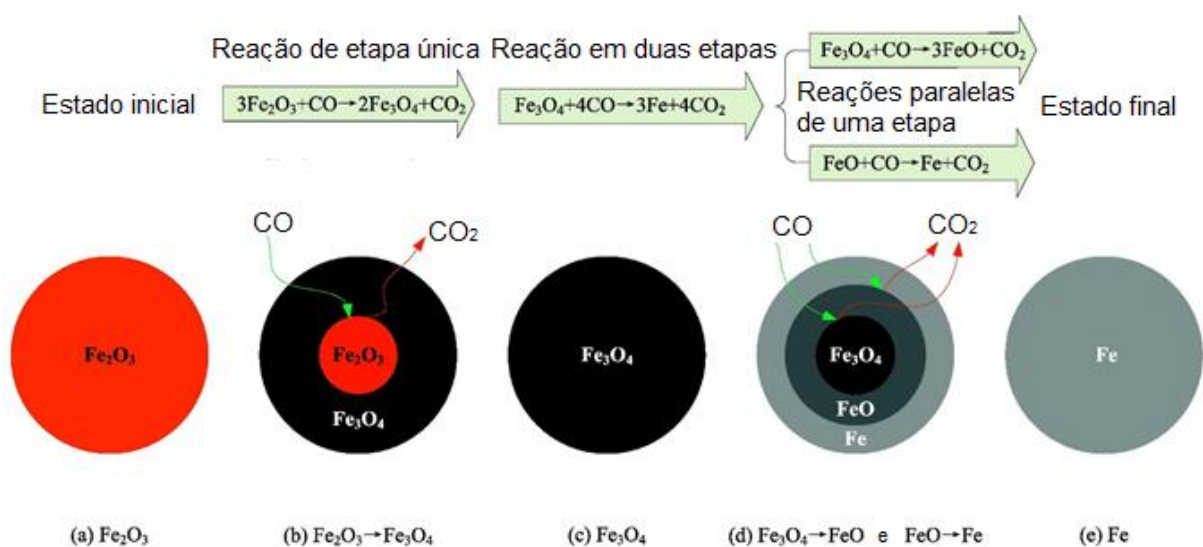 Estado inicial
Reação de etapa única
3Fe₂O₃+CO→2Fe₃O₄+CO₂
Reação em duas etapas
Fe₃O₄+4CO→3Fe+4CO₂
Fe₃O₄+CO→3FeO+CO₂
Reações paralelas
de uma etapa
FeO+CO→Fe+CO₂
Estado final
CO
CO₂
CO
CO₂
Fe₂O₃
Fe₂O₃
Fe₃O₄
Fe₃O₄
Fe₃O₄
FeO
Fe
Fe
(a) Fe₂O₃
(b) Fe₂O₃→Fe₃O₄
(c) Fe₃O₄
(d) Fe₃O₄→FeO e FeO→Fe
(e) Fe